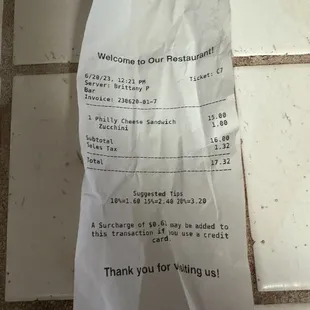 Welcome to Our Restaurant!
6/20/23, 12:21 PM Ticket: C7
Server: Brittany P
Bar
Invoice: 230620-01-7
1 Philly Cheese Sandwich 15.00
Zucchini 1.00
Subtotal 16.00
Sales Tax 1.32
Total 17.32
Suggested Tips
10%=1.60 15%=2.40 20%=3.20
A Surcharge of may be added to
this transaction if you use a credit
card.
Thank you for visiting us!